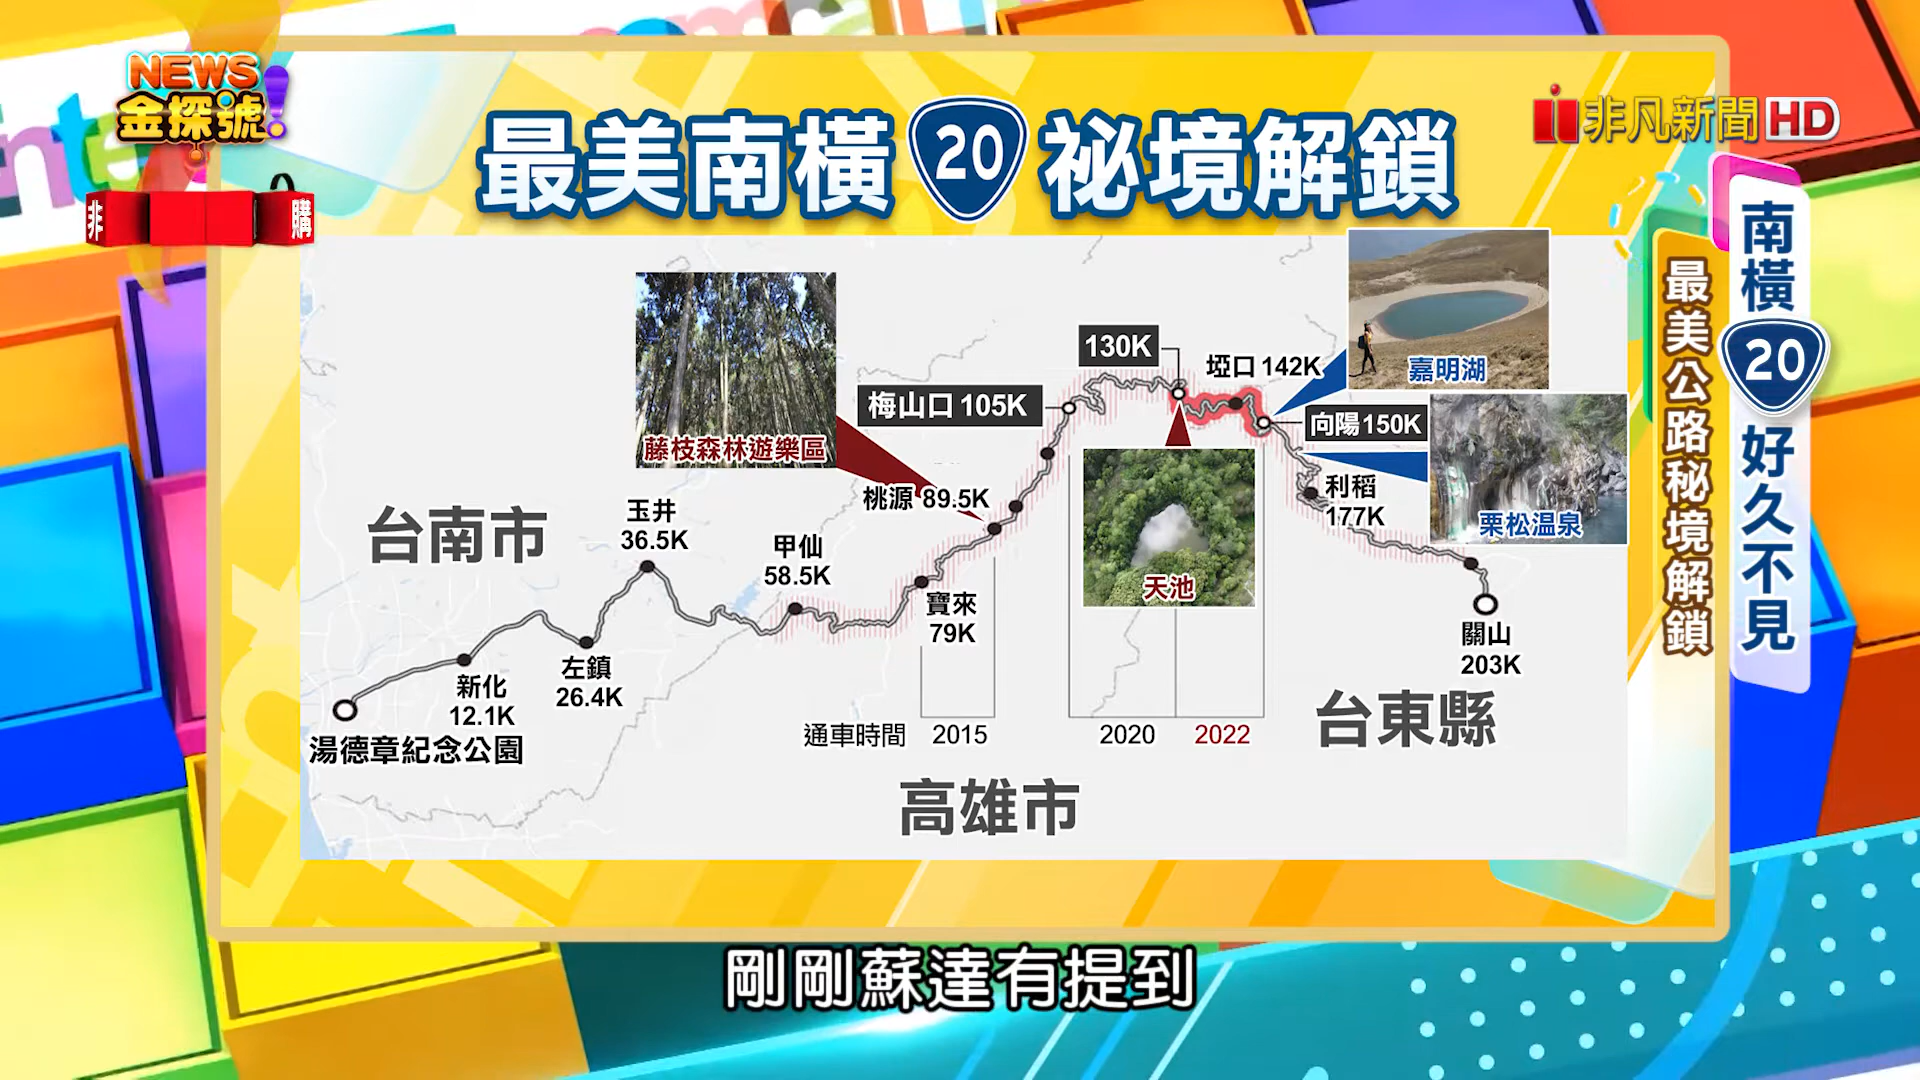 NEWS
金探號!
非 購
最美南橫 20 祕境解鎖
非凡新聞HD
南橫 20 好久不見
最美公路秘境解鎖
130K
埡口 142K
嘉明湖
梅山口 105K
向陽150K
藤枝森林遊樂區
桃源 89.5K
利稻
177K
栗松温泉
台南市
玉井
36.5K
甲仙
58.5K
天池
寶來
79K
關山
203K
左鎮
26.4K
新化
12.1K
湯德章紀念公園
通車時間 2015 2020 2022
台東縣
高雄市
剛剛蘇達有提到